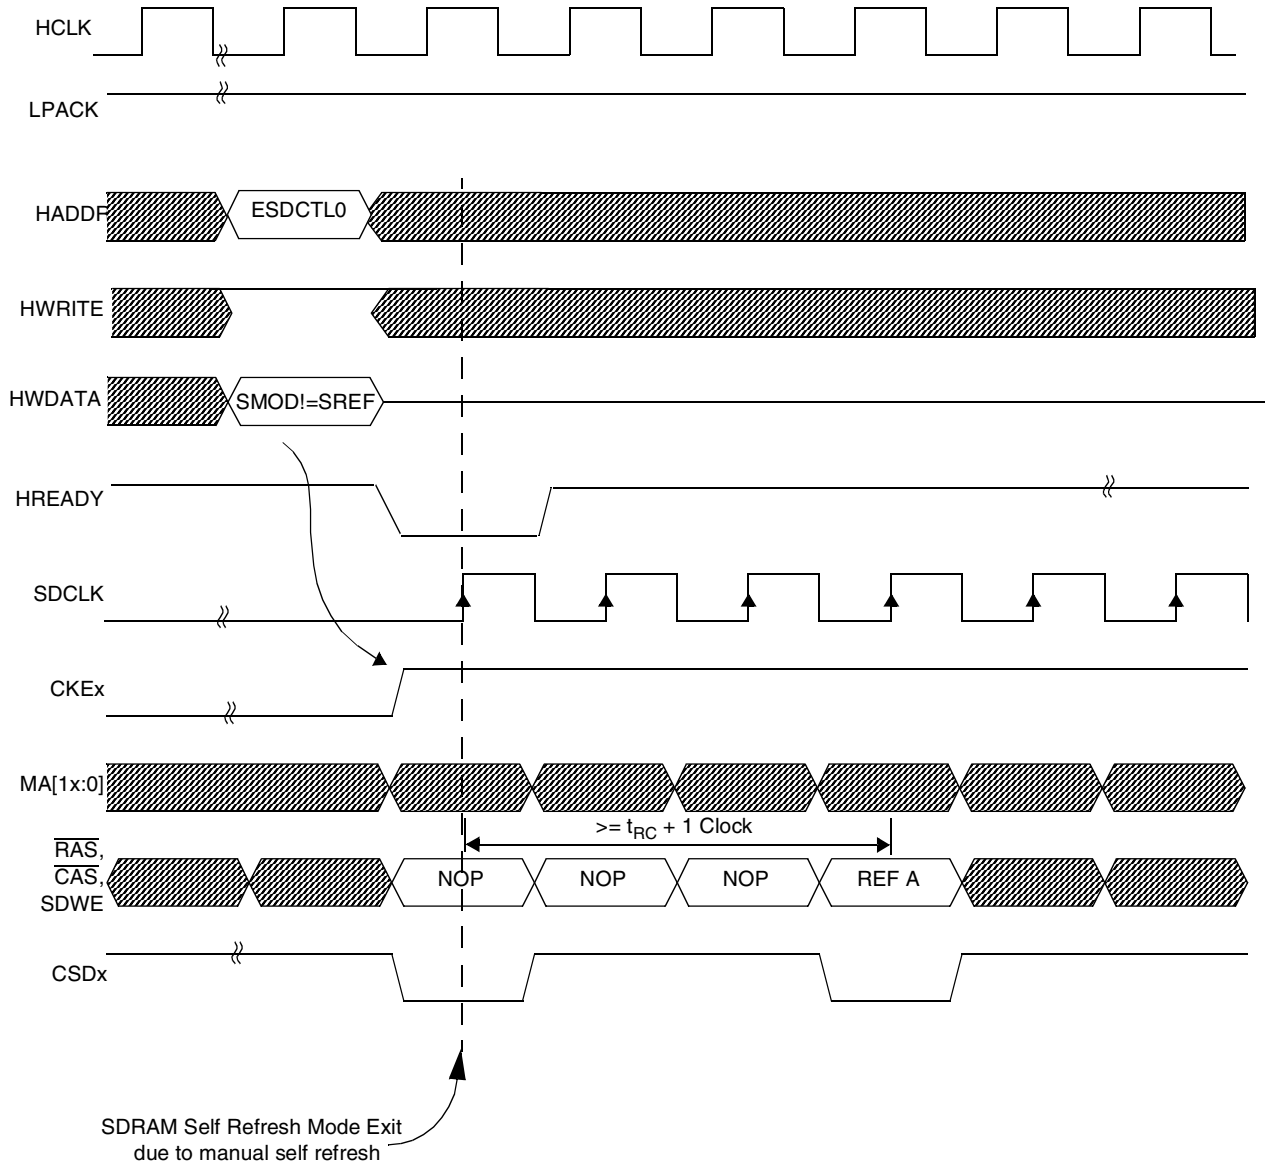 HCLK
LPACK
HADDR
ESDCTL0
HWRITE
HWDATA
SMOD!=SREF
HREADY
SDCLK
CKEx
MA[1x:0]
>= tRC + 1 Clock
RAS,
CAS,
SDWE
NOP
NOP
NOP
REF A
CSDx
SDRAM Self Refresh Mode Exit
due to manual self refresh